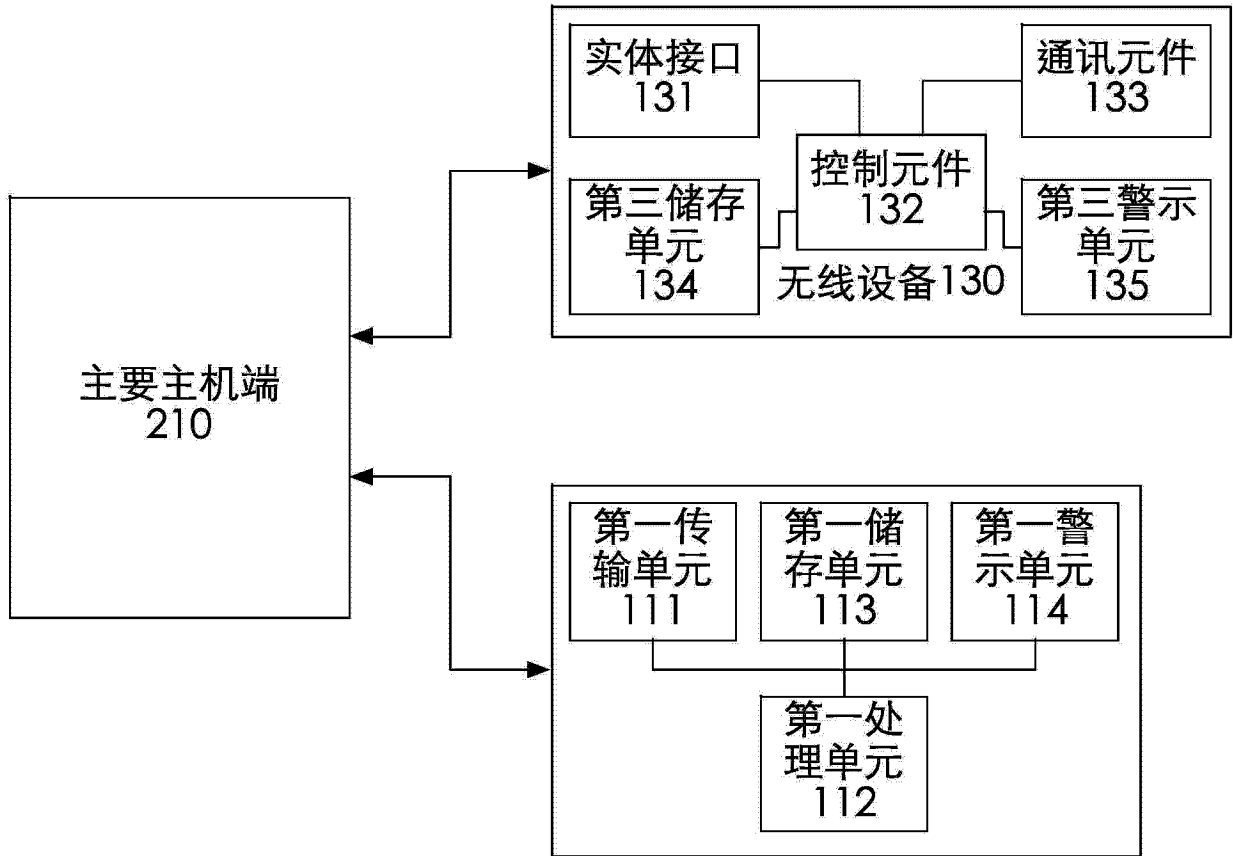 实体接口
131
通讯元件
133
控制元件
132
第三储存
单元
134
第三警示
单元
135
无线设备130
主要主机端
210
第一传
输单元
111
第一储
存单元
113
第一警
示单元
114
第一处
理单元
112